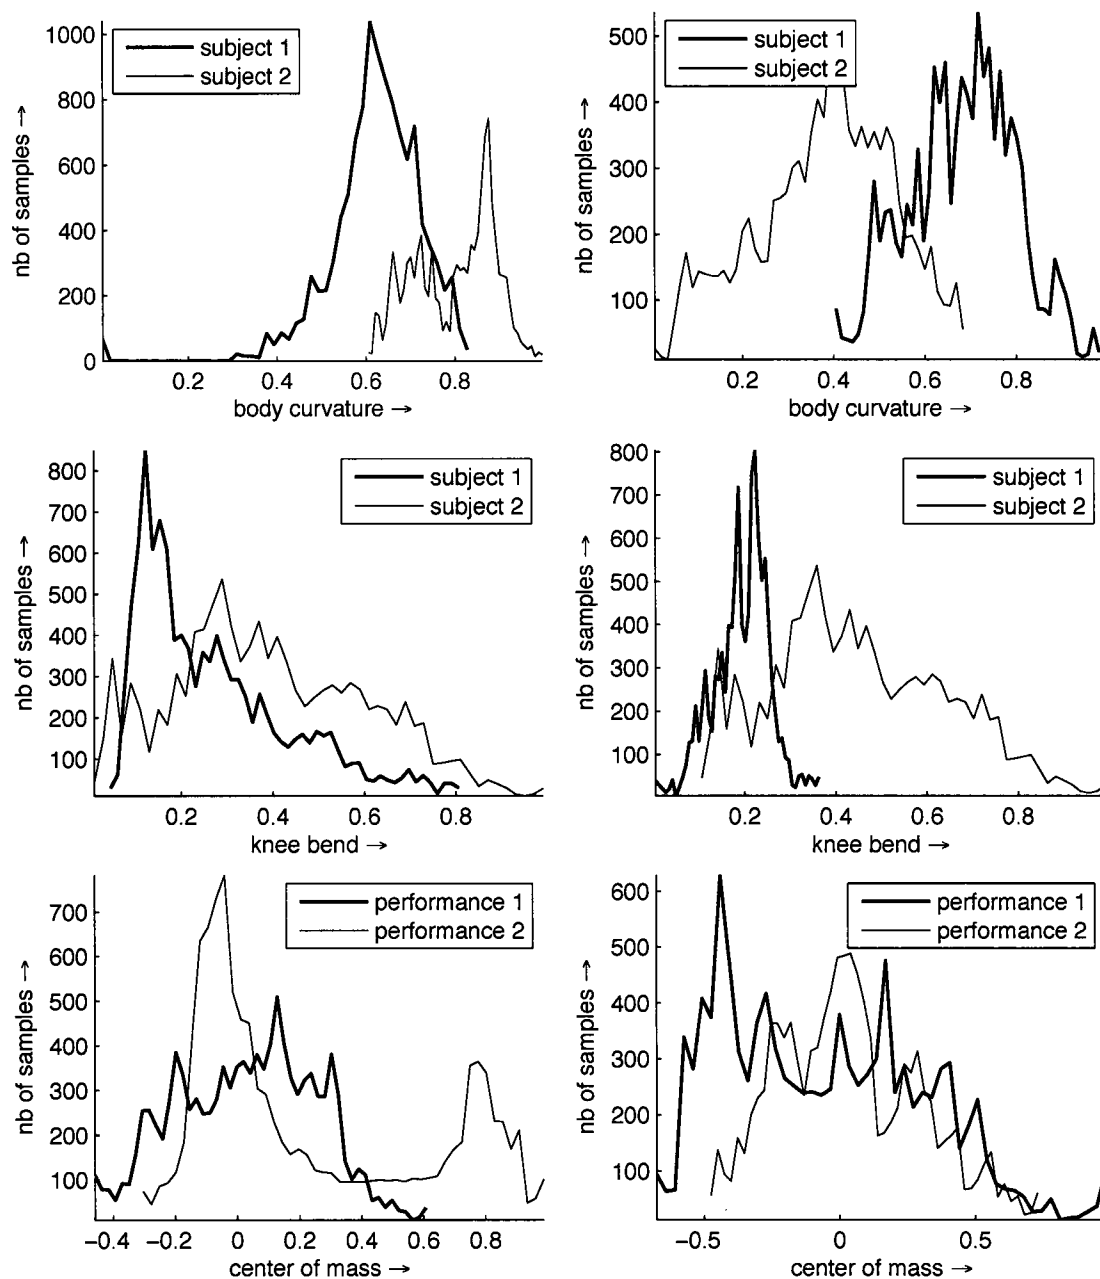 1000
800
600
400
200
0
nb of samples →
subject 1
subject 2
0.2 0.4 0.6 0.8
body curvature →
500
400
300
200
100
nb of samples →
subject 1
subject 2
0.2 0.4 0.6 0.8
body curvature →
800
700
600
500
400
300
200
100
nb of samples →
subject 1
subject 2
0.2 0.4 0.6 0.8
knee bend →
800
700
600
500
400
300
200
100
nb of samples →
subject 1
subject 2
0.2 0.4 0.6 0.8
knee bend →
700
600
500
400
300
200
100
nb of samples →
performance 1
performance 2
−0.4 −0.2 0 0.2 0.4 0.6 0.8
center of mass →
600
500
400
300
200
100
nb of samples →
performance 1
performance 2
−0.5 0 0.5
center of mass →